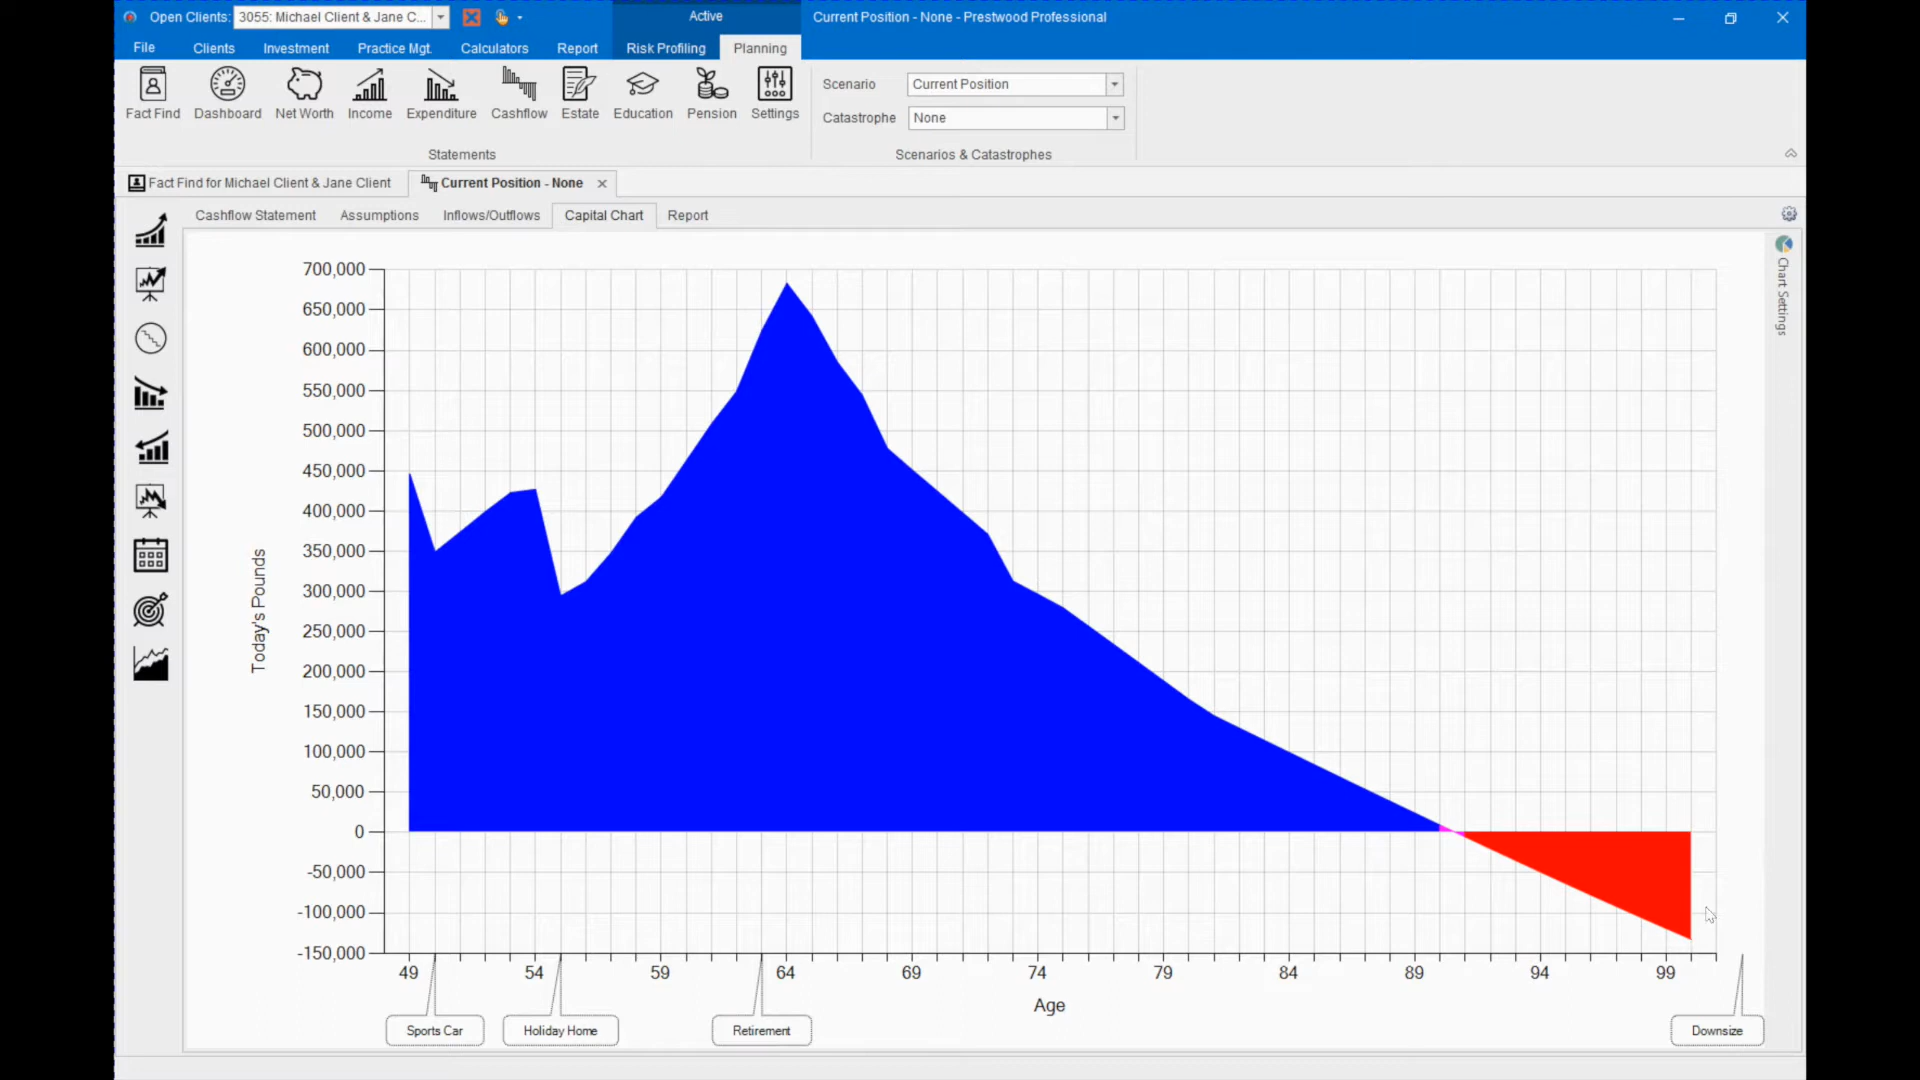 Open Clients: 3055: Michael Client & Jane C... Active Current Position - None - Prestwood Professional
File Clients Investment Practice Mgt. Calculators Report Risk Profiling Planning
Fact Find Dashboard Net Worth Income Expenditure Cashflow Estate Education Pension Settings
Statements
Scenario Current Position
Catastrophe None
Scenarios & Catastrophes
Fact Find for Michael Client & Jane Client Current Position - None
Cashflow Statement Assumptions Inflows/Outflows Capital Chart Report
Chart Settings
Today's Pounds
700,000
650,000
600,000
550,000
500,000
450,000
400,000
350,000
300,000
250,000
200,000
150,000
100,000
50,000
0
-50,000
-100,000
-150,000
49 54 59 64 69 74 79 84 89 94 99
Age
Sports Car Holiday Home Retirement Downsize